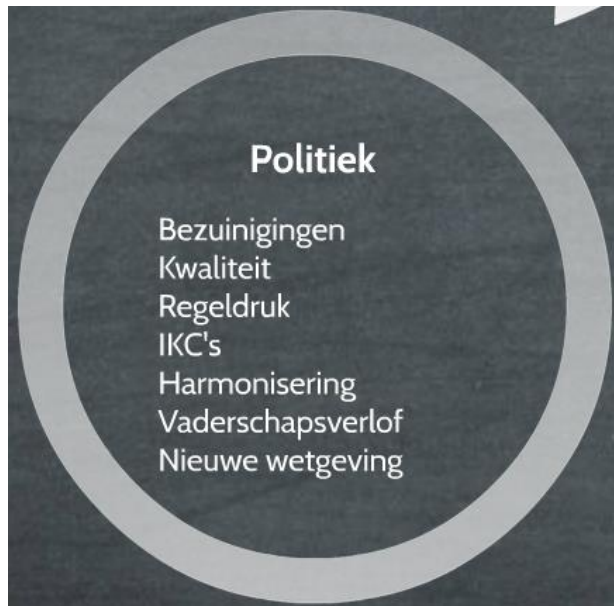 Politiek
Bezuinigingen
Kwaliteit
Regeldruk
IKC's
Harmonisering
Vaderschapsverlof
Nieuwe wetgeving